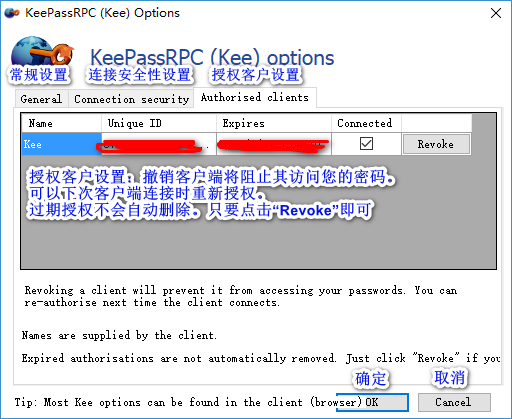 KeePassRPC (Kee) Options
KeePassRPC (Kee) options
常规设置 连接安全性设置 授权客户设置
General Connection security Authorised clients
Name Unique ID Expires Connected
Kee Revoke
授权客户设置：撤销客户端将阻止其访问您的密码。
可以下次客户端连接时重新授权。
过期授权不会自动删除。只要点击“Revoke”即可
Revoking a client will prevent it from accessing your passwords. You can
re-authorise next time the client connects.
Names are supplied by the client.
Expired authorisations are not automatically removed. Just click "Revoke" if you
确定 取消
Tip: Most Kee options can be found in the client (browser) OK Cancel